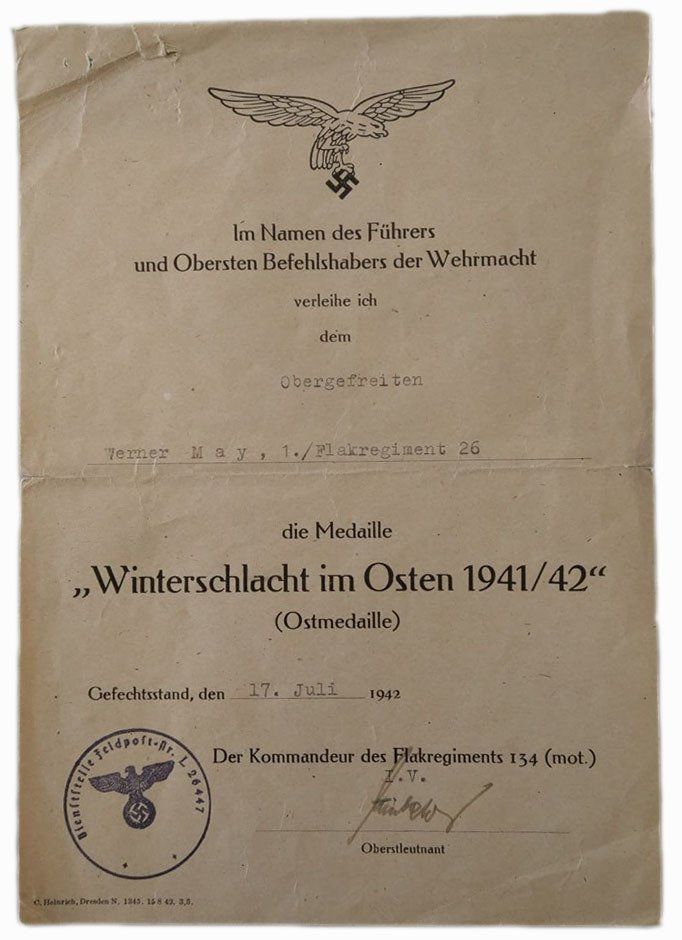 Im Namen des Führers
und Obersten Befehlshabers der Wehrmacht
verleihe ich
dem
Obergefreiten
Werner M a y , 1./Flakregiment 26
die Medaille
„Winterschlacht im Osten 1941/42“
(Ostmedaille)
Gefechtsstand, den 17. Juli 1942
Der Kommandeur des Flakregiments 134 (mot.)
I.V.
Oberstleutnant
Dienststelle Feldpost-Nr. L 26447
C. Heinrich, Dresden N. 1345. 15 8 42. 3,5.